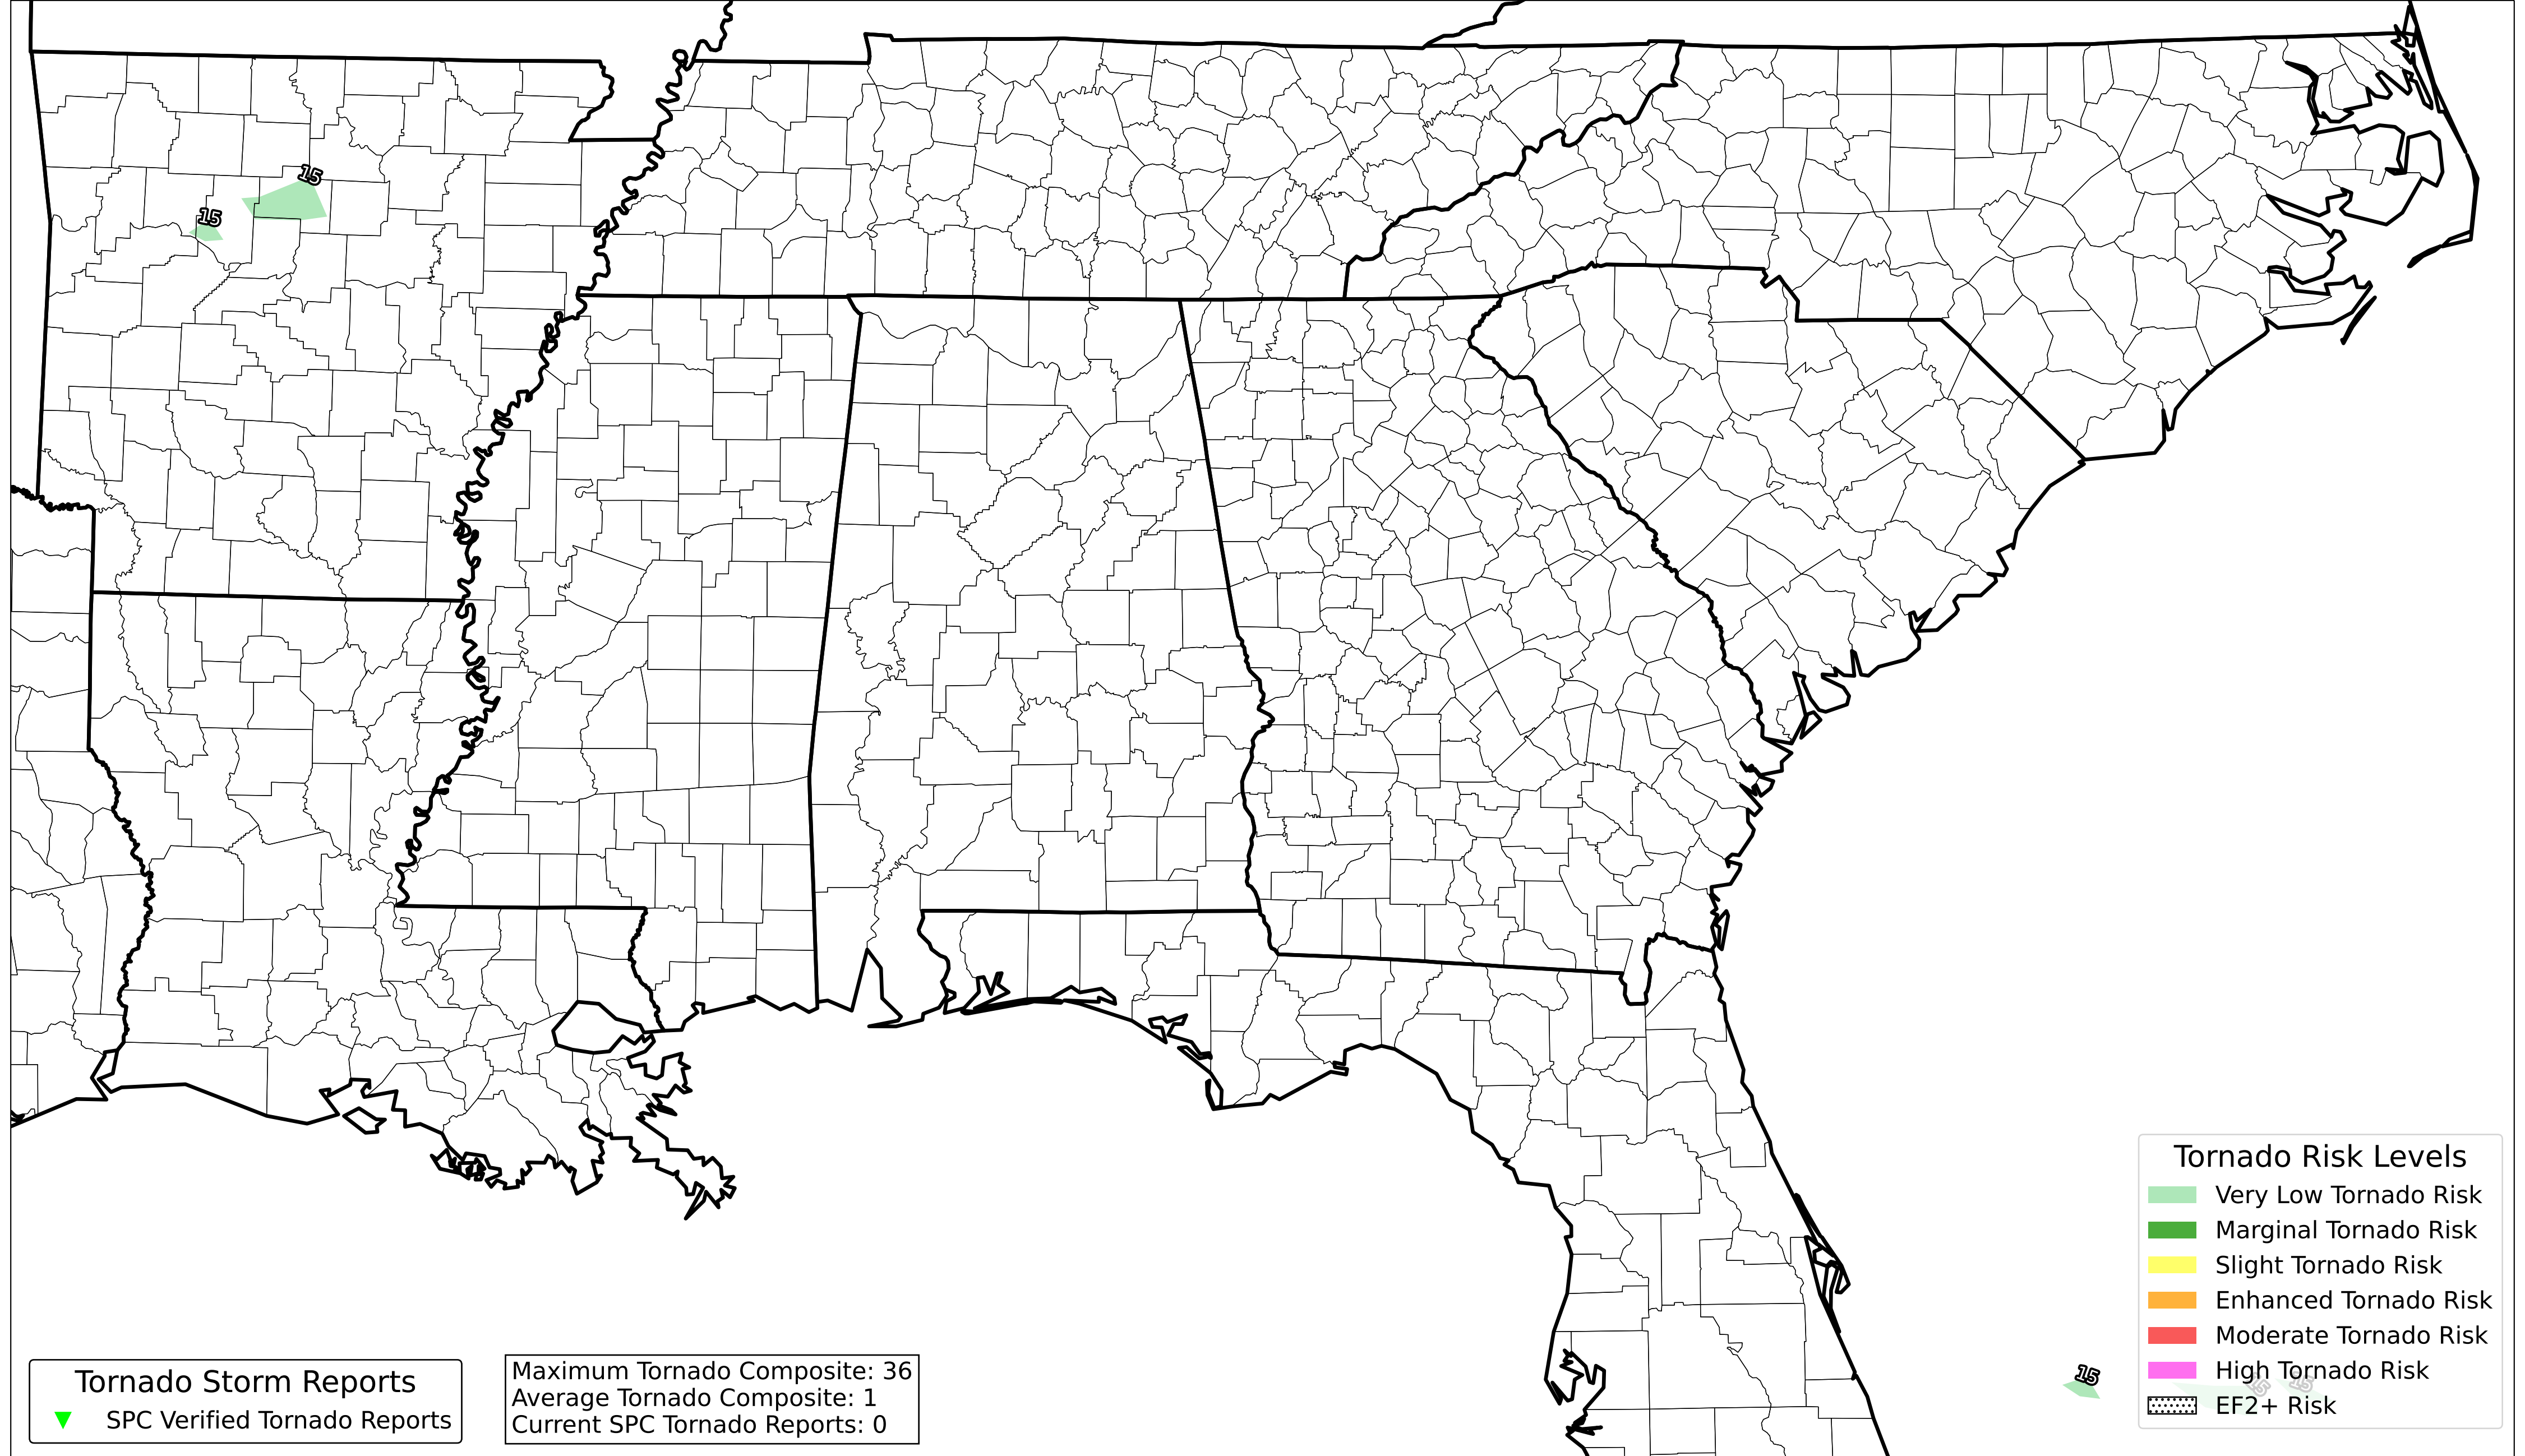 15
15
Tornado Risk Levels
Very Low Tornado Risk
Marginal Tornado Risk
Slight Tornado Risk
Enhanced Tornado Risk
Moderate Tornado Risk
High Tornado Risk
EF2+ Risk
15
15
15
Tornado Storm Reports
SPC Verified Tornado Reports
Maximum Tornado Composite: 36
Average Tornado Composite: 1
Current SPC Tornado Reports: 0